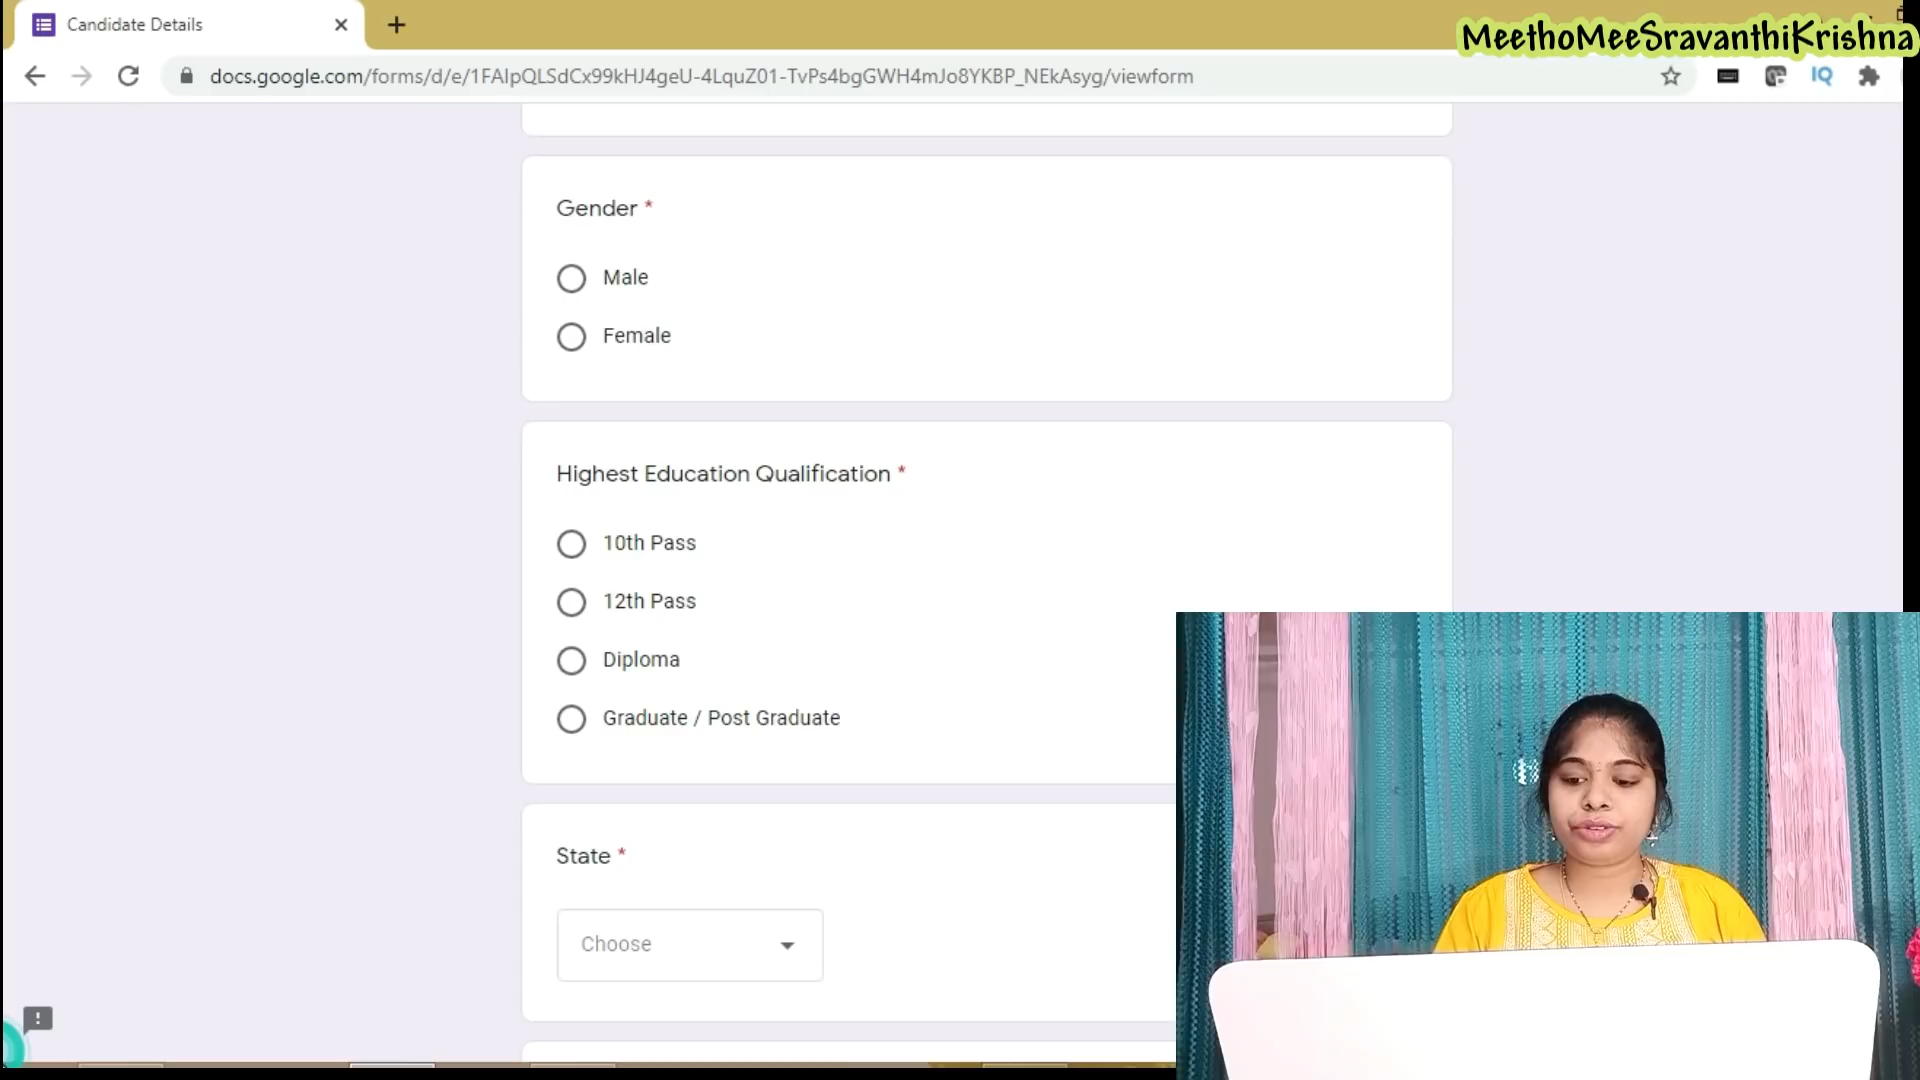 Candidate Details
MeethoMeeSravanthiKrishna
docs.google.com/forms/d/e/1FAIpQLSdCx99kHJ4geU-4LquZ01-TvPs4bgGWH4mJo8YKBP_NEkAsyg/viewform
IQ
Gender *
Male
Female
Highest Education Qualification *
10th Pass
12th Pass
Diploma
Graduate / Post Graduate
State *
Choose